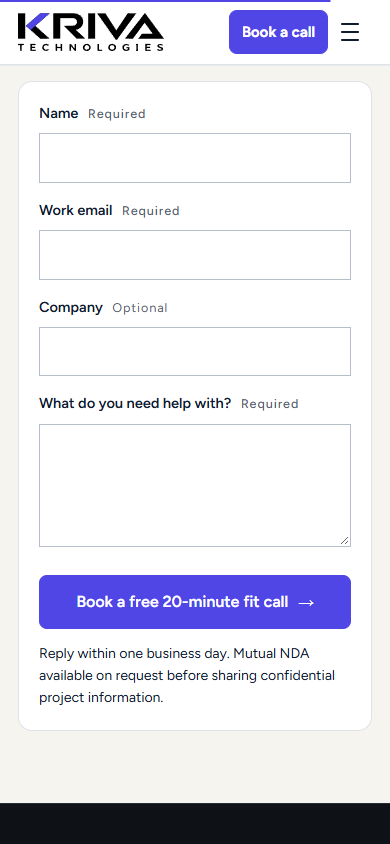 KRIVA
TECHNOLOGIES
Book a call
Name Required
Work email Required
Company Optional
What do you need help with? Required
Book a free 20-minute fit call →
Reply within one business day. Mutual NDA
available on request before sharing confidential
project information.